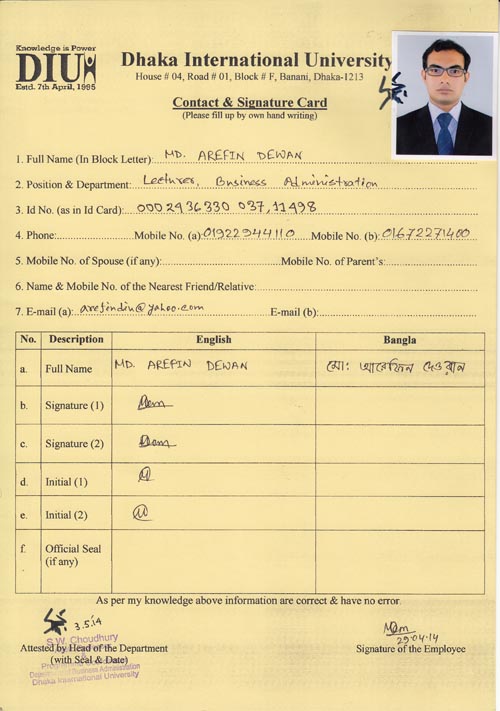 Knowledge is Power
DIU
Estd. 7th April, 1995
Dhaka International University
House # 04, Road # 01, Block # F, Banani, Dhaka-1213
Contact & Signature Card
(Please fill up by own hand writing)
1. Full Name (In Block Letter): MD. AREFIN DEWAN
2. Position & Department: Lecturer, Business Administration
3. Id No. (as in Id Card): 0002936330 037,11498
4. Phone: Mobile No. (a): 01922944110 Mobile No. (b): 01672271400
5. Mobile No. of Spouse (if any): Mobile No. of Parent's:
6. Name & Mobile No. of the Nearest Friend/Relative:
7. E-mail (a): arefindiu@yahoo.com E-mail (b):
No. Description English Bangla
a. Full Name MD. AREFIN DEWAN মো: আরেফিন দেওয়ান
b. Signature (1)
c. Signature (2)
d. Initial (1)
e. Initial (2)
f. Official Seal
(if any)
As per my knowledge above information are correct & have no error.
3.5.14
29.04.14
S.W. Choudhury
Attested by Head of the Department
Signature of the Employee
(with Seal & Date)
Department of Business Administration
Dhaka International University